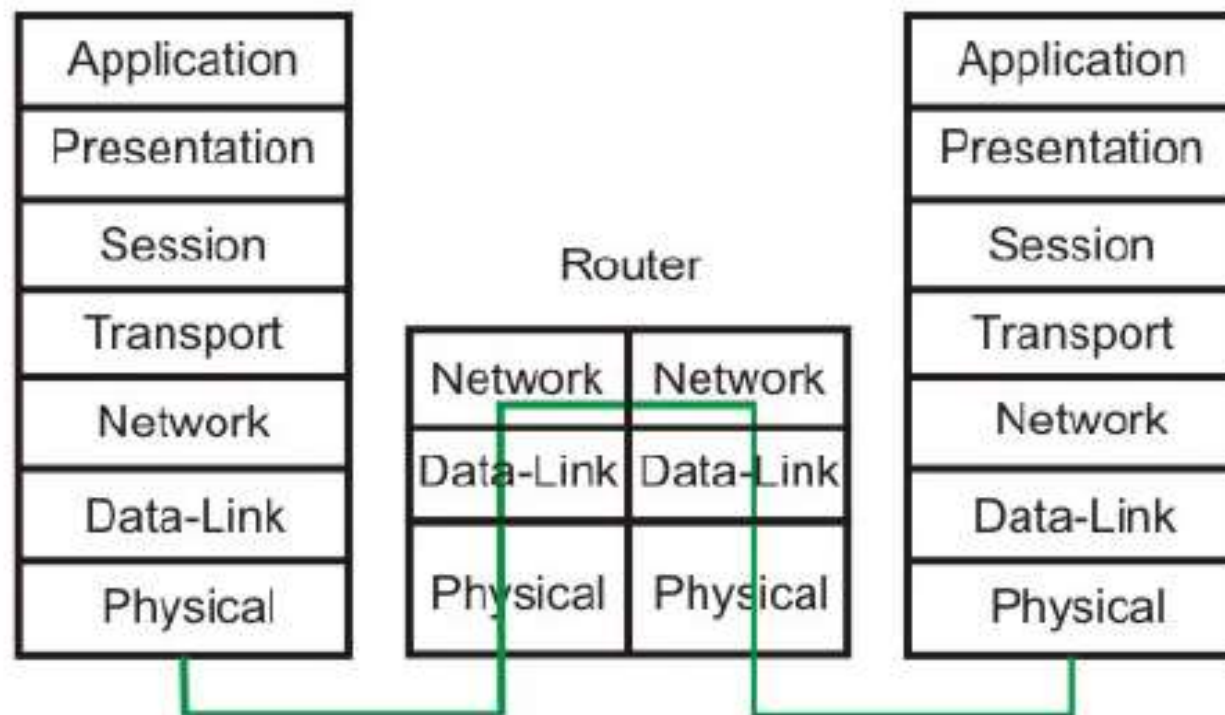 Application
Presentation
Session
Transport
Network
Data-Link
Physical
Router
Network Network
Data-Link Data-Link
Physical Physical
Application
Presentation
Session
Transport
Network
Data-Link
Physical